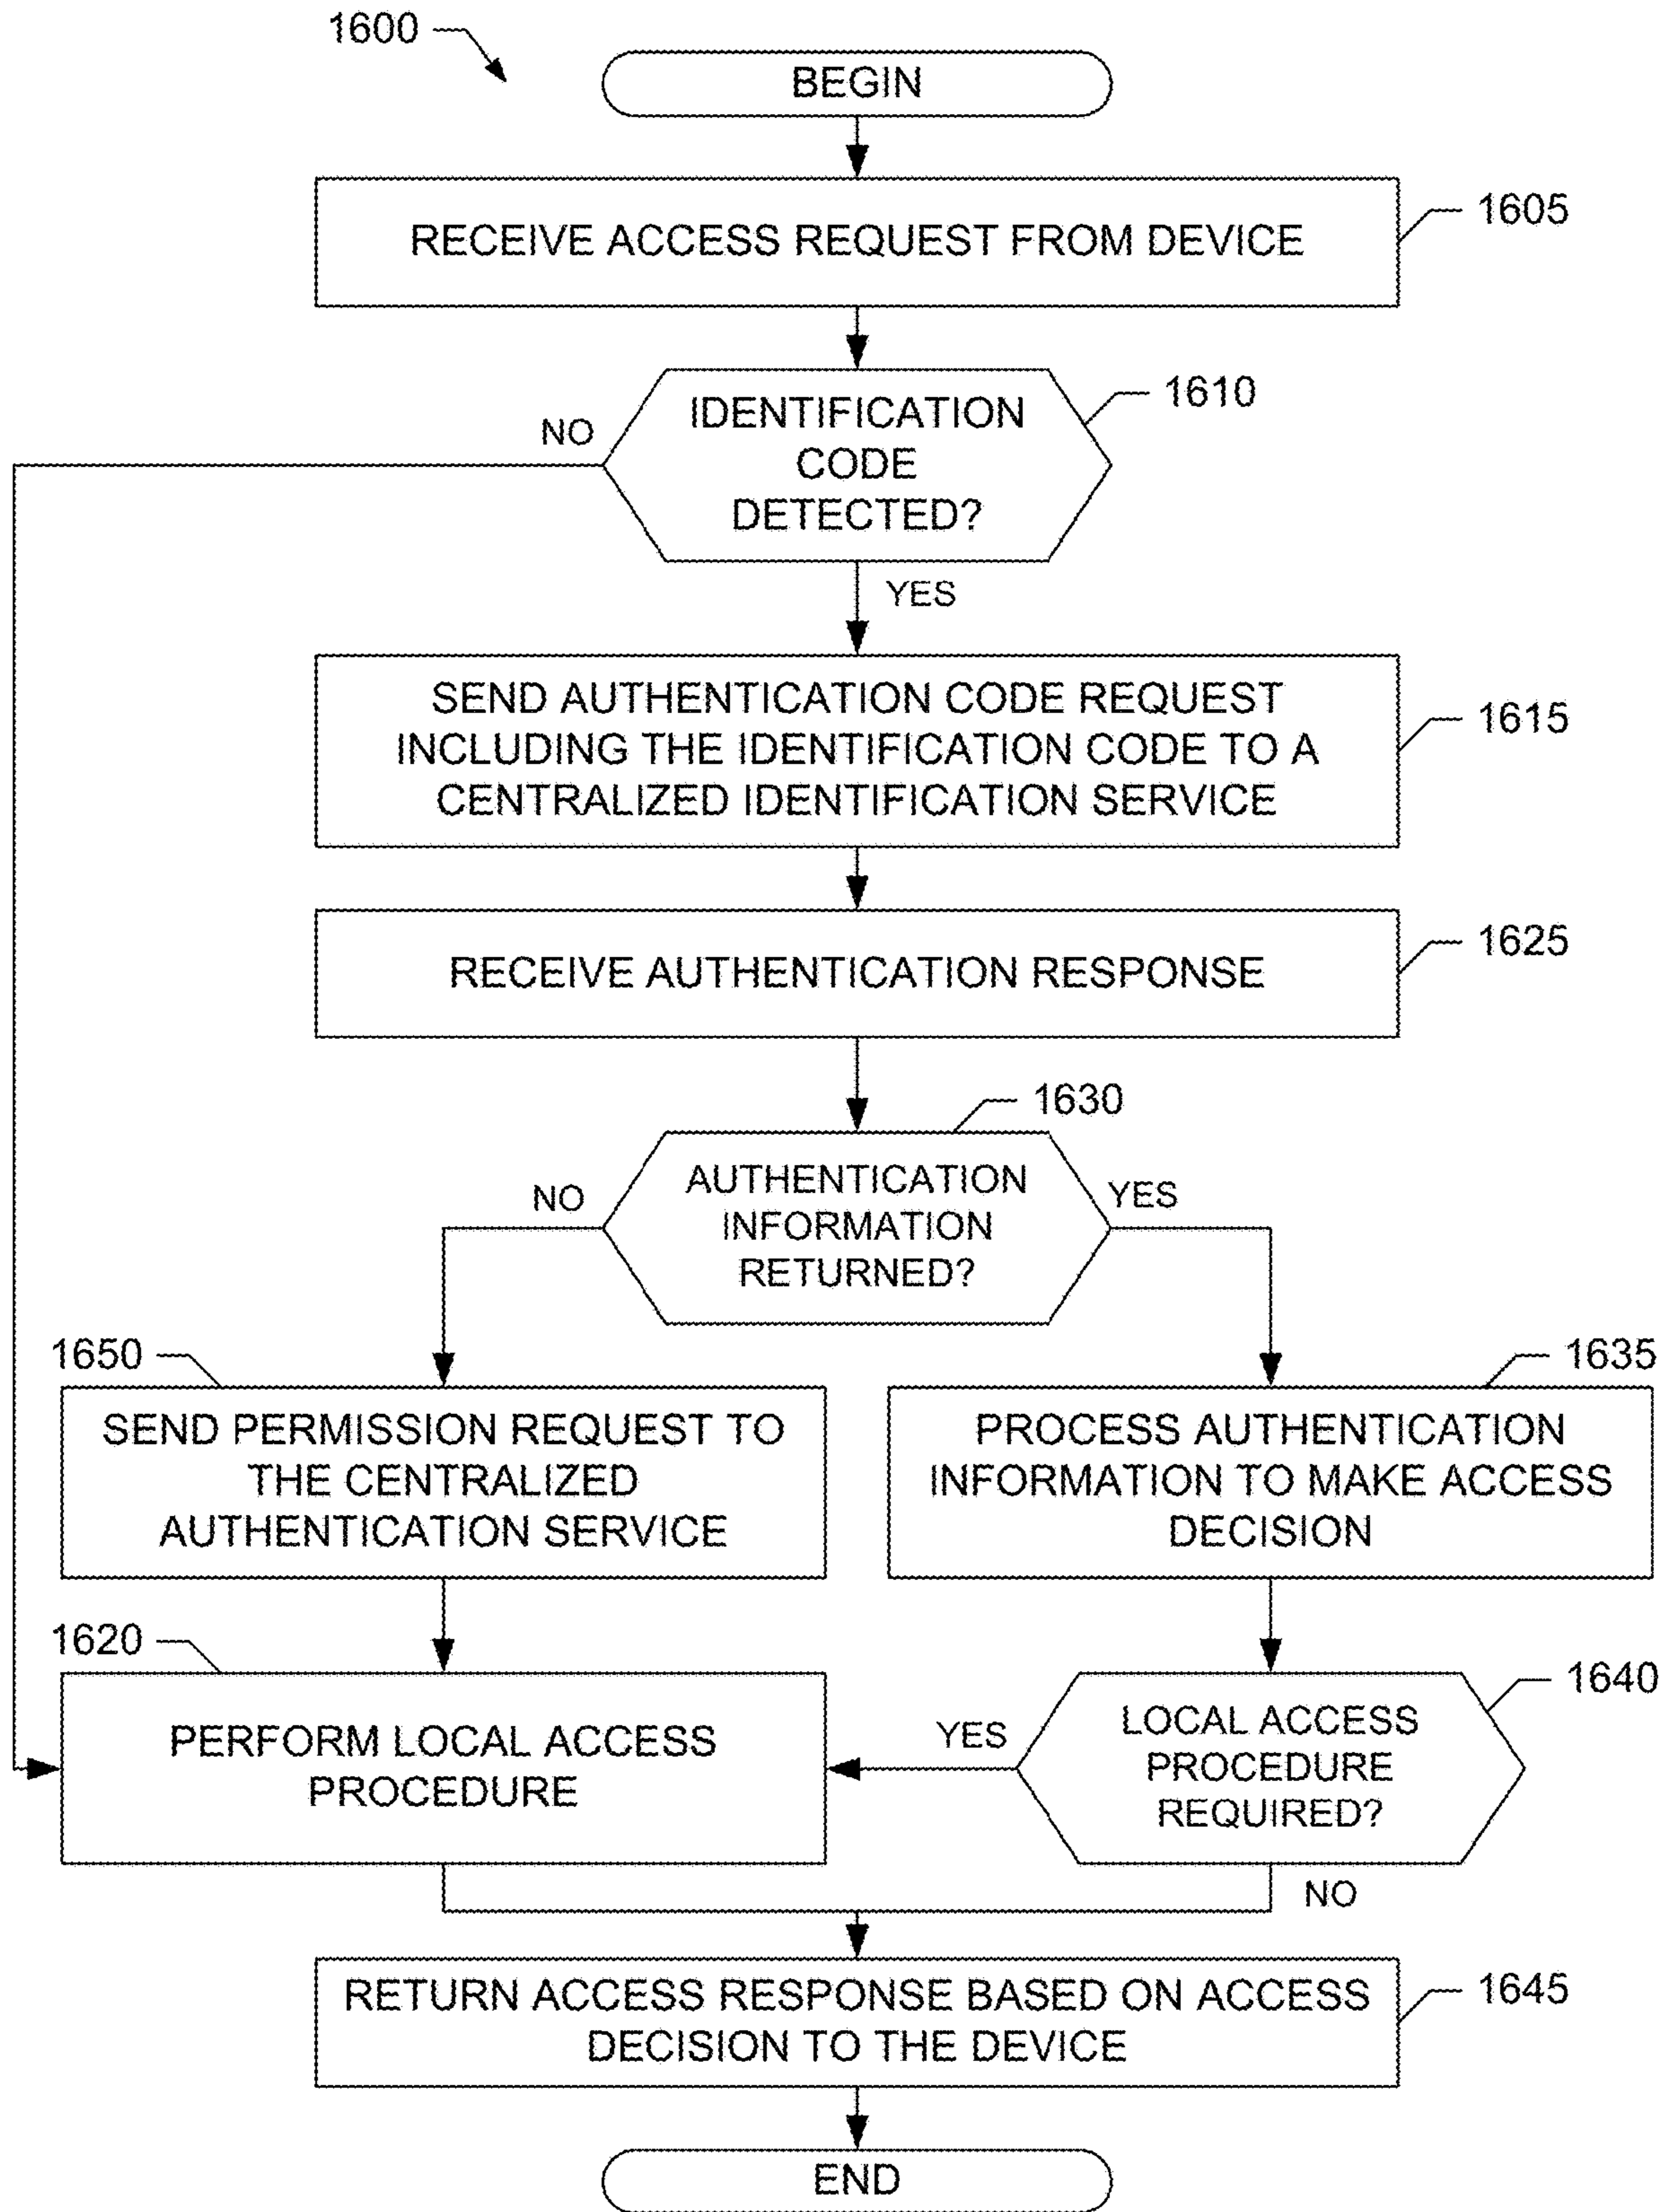 1600
BEGIN
RECEIVE ACCESS REQUEST FROM DEVICE
1605
IDENTIFICATION
CODE
DETECTED?
1610
NO
YES
SEND AUTHENTICATION CODE REQUEST
INCLUDING THE IDENTIFICATION CODE TO A
CENTRALIZED IDENTIFICATION SERVICE
1615
RECEIVE AUTHENTICATION RESPONSE
1625
1630
AUTHENTICATION
INFORMATION
RETURNED?
NO
YES
1650
SEND PERMISSION REQUEST TO
THE CENTRALIZED
AUTHENTICATION SERVICE
1635
PROCESS AUTHENTICATION
INFORMATION TO MAKE ACCESS
DECISION
1620
PERFORM LOCAL ACCESS
PROCEDURE
YES
1640
LOCAL ACCESS
PROCEDURE
REQUIRED?
NO
RETURN ACCESS RESPONSE BASED ON ACCESS
DECISION TO THE DEVICE
1645
END